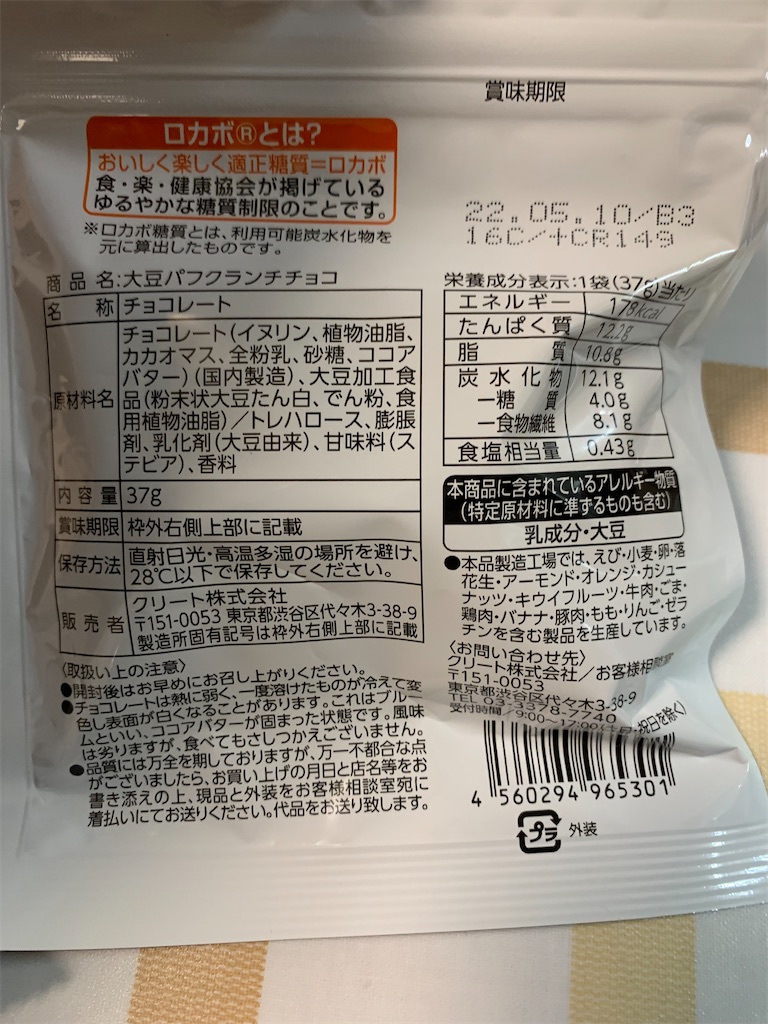 賞味期限
22.05.10/B3
16C/+CR149
ロカボ®とは?
おいしく楽しく適正糖質=ロカボ
食・楽・健康協会が掲げている
ゆるやかな糖質制限のことです。
※ロカボ糖質とは、利用可能炭水化物を
元に算出したものです。
商品名:大豆パフクランチチョコ
名称 チョコレート
原材料名 チョコレート(イヌリン、植物油脂、
カカオマス、全粉乳、砂糖、ココア
バター)(国内製造)、大豆加工食
品(粉末状大豆たん白、でん粉、食
用植物油脂)/トレハロース、膨脹
剤、乳化剤(大豆由来)、甘味料(ス
テビア)、香料
内容量 37g
賞味期限 枠外右側上部に記載
保存方法 直射日光・高温多湿の場所を避け、
28℃以下で保存してください。
販売者 クリート株式会社
〒151-0053 東京都渋谷区代々木3-38-9
製造所固有記号は枠外右側上部に記載
〈取扱い上の注意〉
●開封後はお早めにお召し上がりください。
●チョコレートは熱に弱く、一度溶けたものが冷えて変
色し表面が白くなることがあります。これはブルー
ムといい、ココアバターが固まった状態です。風味
は劣りますが、食べてもさしつかえございません。
●品質には万全を期しておりますが、万一不都合な点
がございましたら、お買い上げの月日と店名等をお
書き添えの上、現品と外装をお客様相談室宛に
着払いにてお送りください。代品をお送り致します。
栄養成分表示:1袋(37g)当たり
エネルギー 178kcal
たんぱく質 12.2g
脂質 10.8g
炭水化物 12.1g
―糖質 4.0g
―食物繊維 8.1g
食塩相当量 0.43g
本商品に含まれているアレルギー物質
(特定原材料に準ずるものも含む)
乳成分・大豆
●本品製造工場では、えび・小麦・卵・落
花生・アーモンド・オレンジ・カシュー
ナッツ・キウイフルーツ・牛肉・ごま・
鶏肉・バナナ・豚肉・もも・りんご・ゼラ
チンを含む製品を生産しています。
〈お問い合わせ先〉
クリート株式会社/お客様相談室
〒151-0053
東京都渋谷区代々木3-38-9
TEL 03-3378-7740
受付時間/9:00～17:00(土・日・祝日を除く)
4 560294 965301
プラ 外装